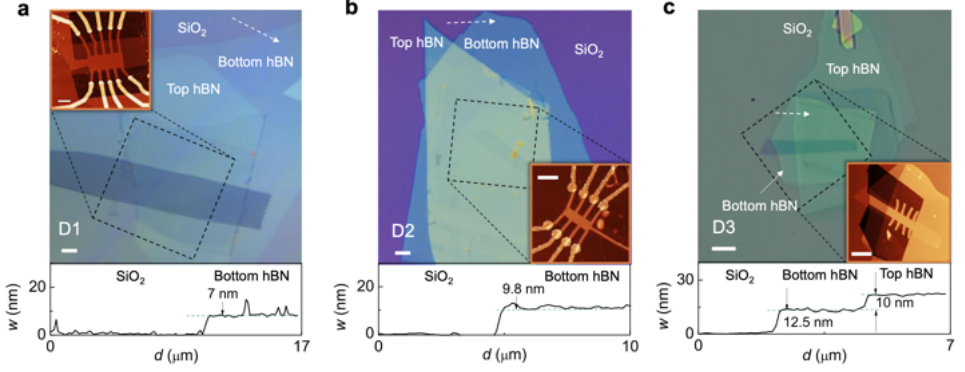 a
SiO₂
Bottom hBN
Top hBN
D1
SiO₂ Bottom hBN
20
7 nm
w (nm)
0
0 17
d (μm)
b
Top hBN Bottom hBN
SiO₂
D2
SiO₂ Bottom hBN
20
9.8 nm
w (nm)
0
0 10
d (μm)
c
SiO₂
Top hBN
Bottom hBN
D3
SiO₂ Bottom hBN Top hBN
30
12.5 nm
10 nm
w (nm)
0
0 7
d (μm)